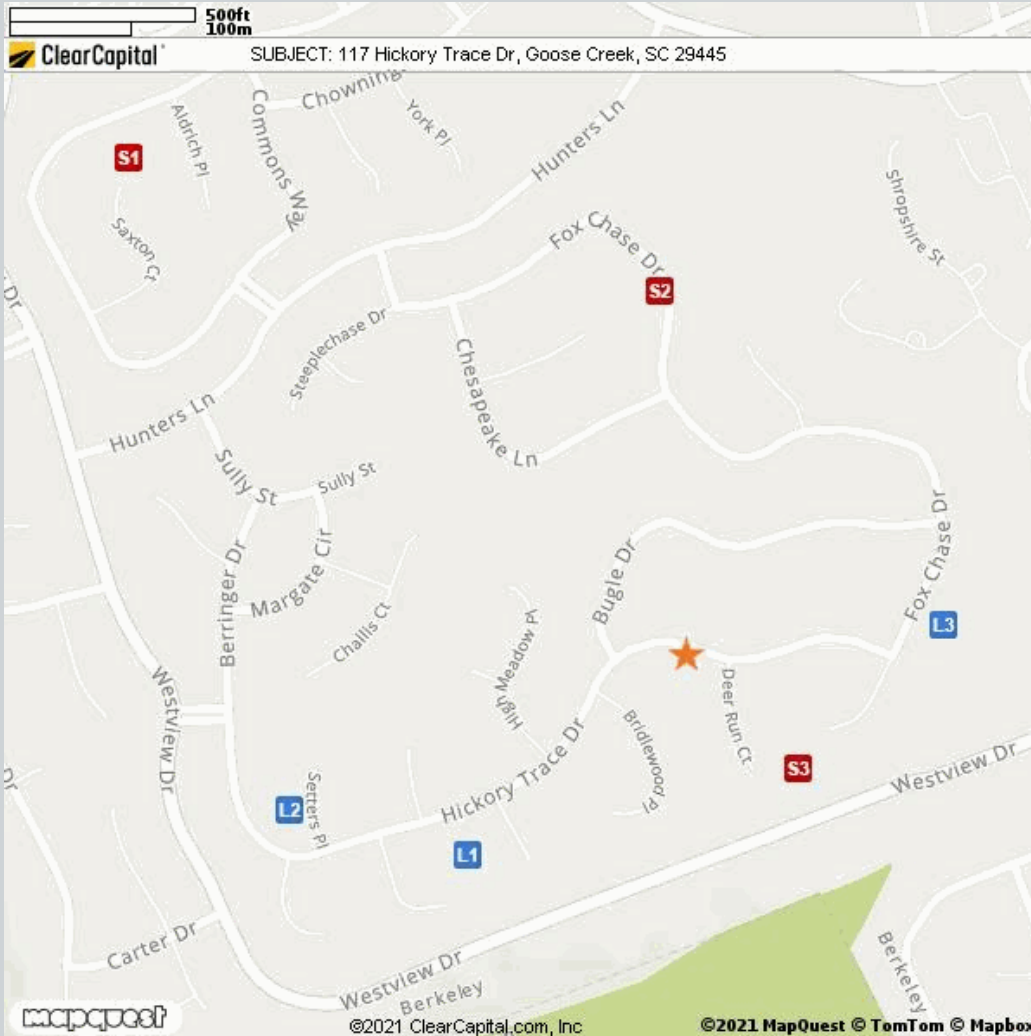 500ft
100m
ClearCapital
SUBJECT: 117 Hickory Trace Dr, Goose Creek, SC 29445
Chowning
Commons Way
Aldrich Pl
York Pl
Hunters Ln
S1
Saxton Ct
Shropshire St
Fox Chase Dr
S2
Dr
Steeplechase Dr
Chesapeake Ln
Hunters Ln
Sully St
Sully St
Berringer Dr
Margate Cir
Challis Ct
High Meadow Pl
Bugle Dr
Fox Chase Dr
L3
Westview Dr
Deer Run Ct
Bridlewood Pl
S3
Westview Dr
Hickory Trace Dr
Dr
Setters Pl
L2
L1
Carter Dr
Westview Dr
Berkeley
Berkeley
mapquest
©2021 ClearCapital.com, Inc
©2021 MapQuest © TomTom © Mapbox